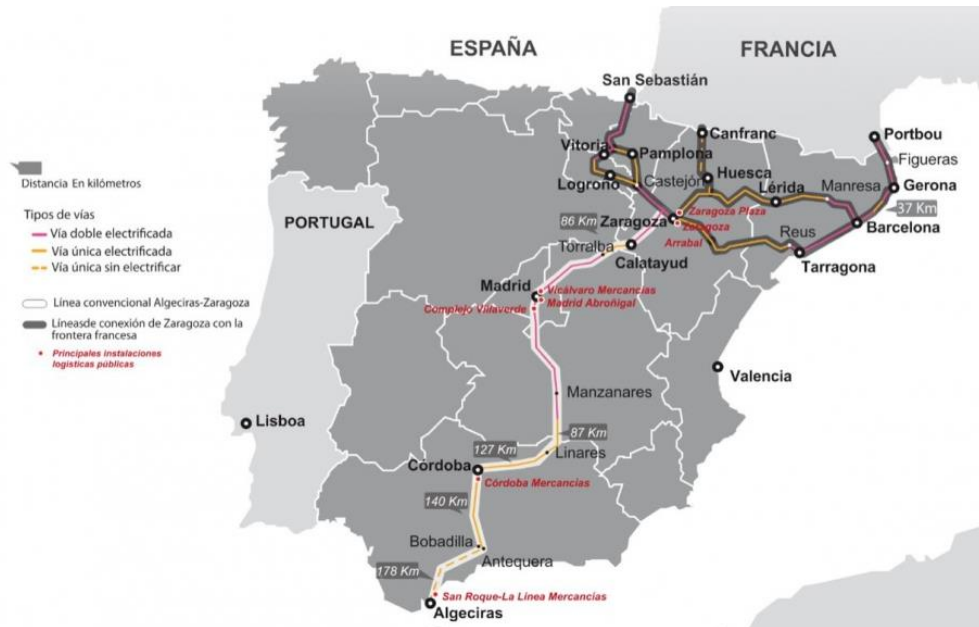 ESPAÑA
FRANCIA
San Sebastián
Canfranc
Portbou
Vitoria
Pamplona
Figueras
Huesca
Logroño
Castejón
Lérida
Manresa
Gerona
Distancia En kilómetros
37 Km
Zaragoza Plaza
PORTUGAL
86 Km
Zaragoza
Zaragoza
Barcelona
Tipos de vías
Arrabal
Reus
Vía doble electrificada
Torralba
Calatayud
Tarragona
Vía única electrificada
Vía única sin electrificar
Madrid
Vicálvaro Mercancías
Madrid Abroñigal
Complejo Villaverde
Línea convencional Algeciras-Zaragoza
Líneasde conexión de Zaragoza con la
frontera francesa
Principales instalaciones
logísticas públicas
Valencia
Manzanares
Lisboa
87 Km
127 Km
Linares
Córdoba
Córdoba Mercancías
140 Km
Bobadilla
Antequera
178 Km
San Roque-La Línea Mercancías
Algeciras